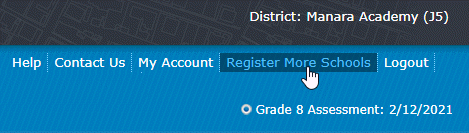 District: Manara Academy (J5)
Help Contact Us My Account Register More Schools Logout
Grade 8 Assessment: 2/12/2021